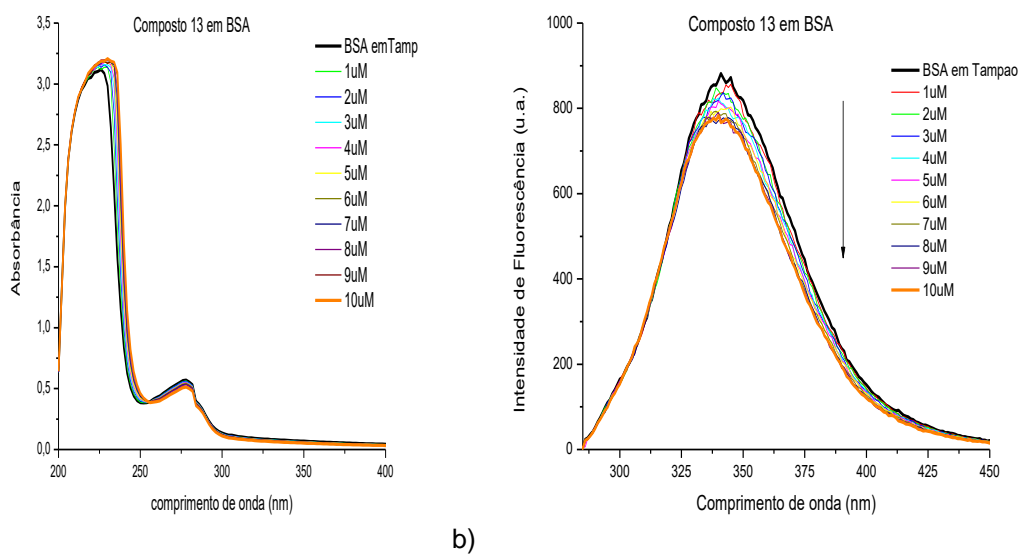 Composto 13 em BSA
Absorbância
3,5
3,0
2,5
2,0
1,5
1,0
0,5
0,0
200
250
300
350
400
comprimento de onda (nm)
BSA emTamp
1uM
2uM
3uM
4uM
5uM
6uM
7uM
8uM
9uM
10uM
b)
Composto 13 em BSA
Intensidade de Fluorescência (u.a.)
1000
800
600
400
200
0
300
325
350
375
400
425
450
Comprimento de onda (nm)
BSA em Tampao
1uM
2uM
3uM
4uM
5uM
6uM
7uM
8uM
9uM
10uM